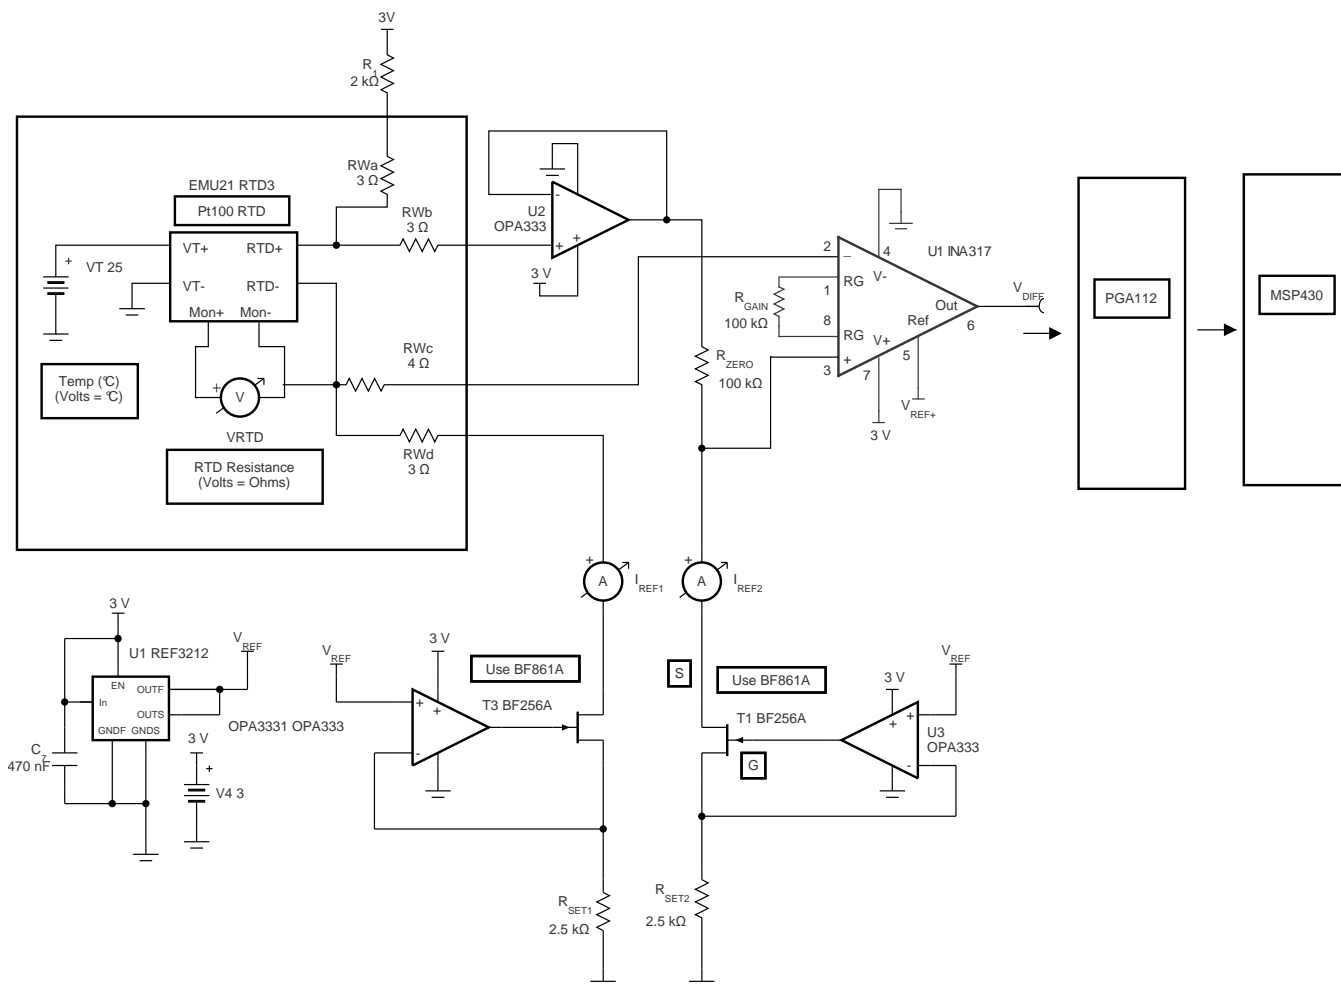 3V
R1
2 kΩ
RWa
3 Ω
EMU21 RTD3
Pt100 RTD
RWb
3 Ω
VT+
RTD+
VT-
RTD-
Mon+
Mon-
+
VT 25
Temp (°C)
(Volts = °C)
+
V
VRTD
RTD Resistance
(Volts = Ohms)
RWc
4 Ω
RWd
3 Ω
-
+
+
U2
OPA333
3 V
RZERO
100 kΩ
RGAIN
100 kΩ
2
–
4
V-
RG
1
8
RG
+
3
V+
7
3 V
Ref
5
VREF+
Out
6
U1 INA317
VDIFF
PGA112
MSP430
+
A
IREF1
+
A
IREF2
3 V
U1 REF3212
VREF
EN
OUTF
In
OUTS
GNDF
GNDS
C7
470 nF
OPA3331 OPA333
3 V
+
V4 3
VREF
3 V
+
+
-
Use BF861A
T3 BF256A
S
Use BF861A
T1 BF256A
G
3 V
VREF
+
+
-
U3
OPA333
RSET1
2.5 kΩ
RSET2
2.5 kΩ